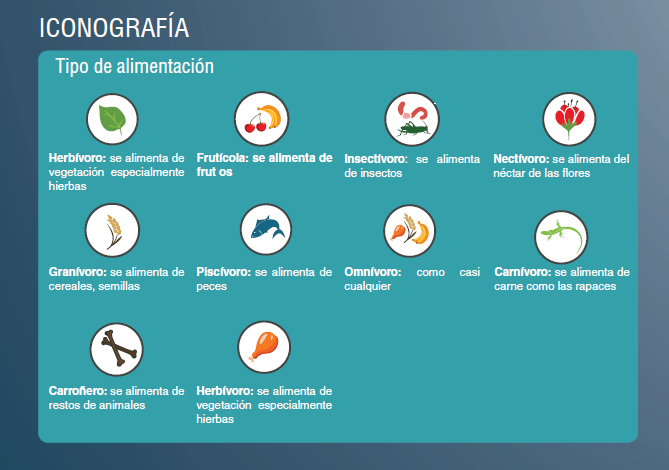 ICONOGRAFÍA
Tipo de alimentación
Herbívoro: se alimenta de
vegetación especialmente
hierbas
Frutícola: se alimenta de
frut os
Insectívoro: se alimenta
de insectos
Nectívoro: se alimenta del
néctar de las flores
Granívoro: se alimenta de
cereales, semillas
Piscívoro: se alimenta de
peces
Omnívoro: como casi
cualquier
Carnívoro: se alimenta de
carne como las rapaces
Carroñero: se alimenta de
restos de animales
Herbívoro: se alimenta de
vegetación especialmente
hierbas